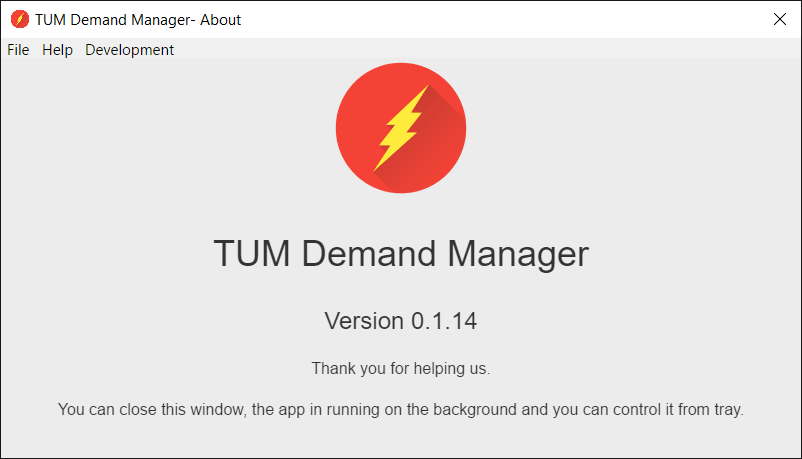 TUM Demand Manager- About
File Help Development
TUM Demand Manager
Version 0.1.14
Thank you for helping us.
You can close this window, the app in running on the background and you can control it from tray.